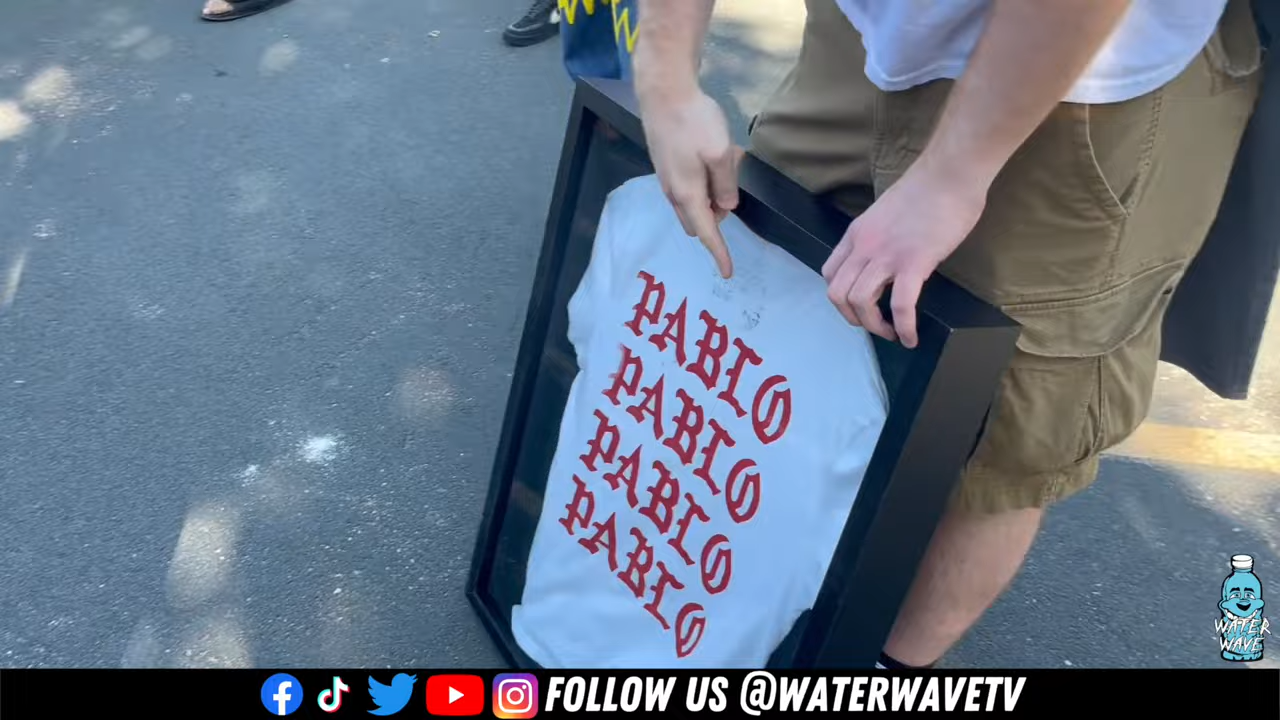 PABLO
PABLO
PABLO
PABLO
WATER
WAVE
FOLLOW US @WATERWAVETV